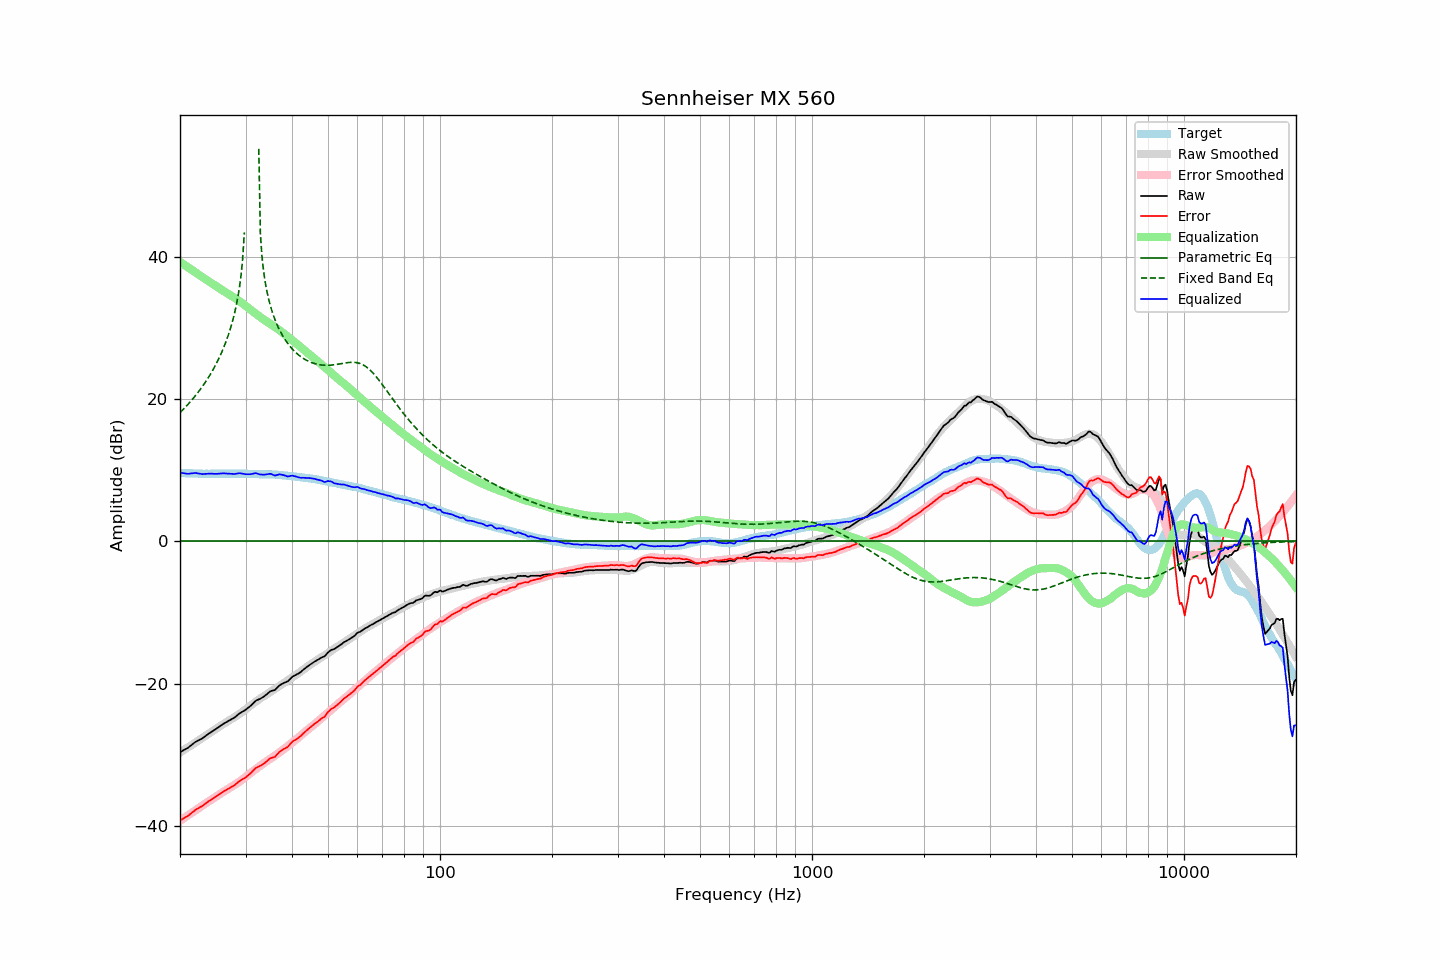 Sennheiser MX 560
Target
Raw Smoothed
Error Smoothed
Raw
Error
Equalization
Parametric Eq
Fixed Band Eq
Equalized
40
20
0
−20
−40
Amplitude (dBr)
100
1000
10000
Frequency (Hz)